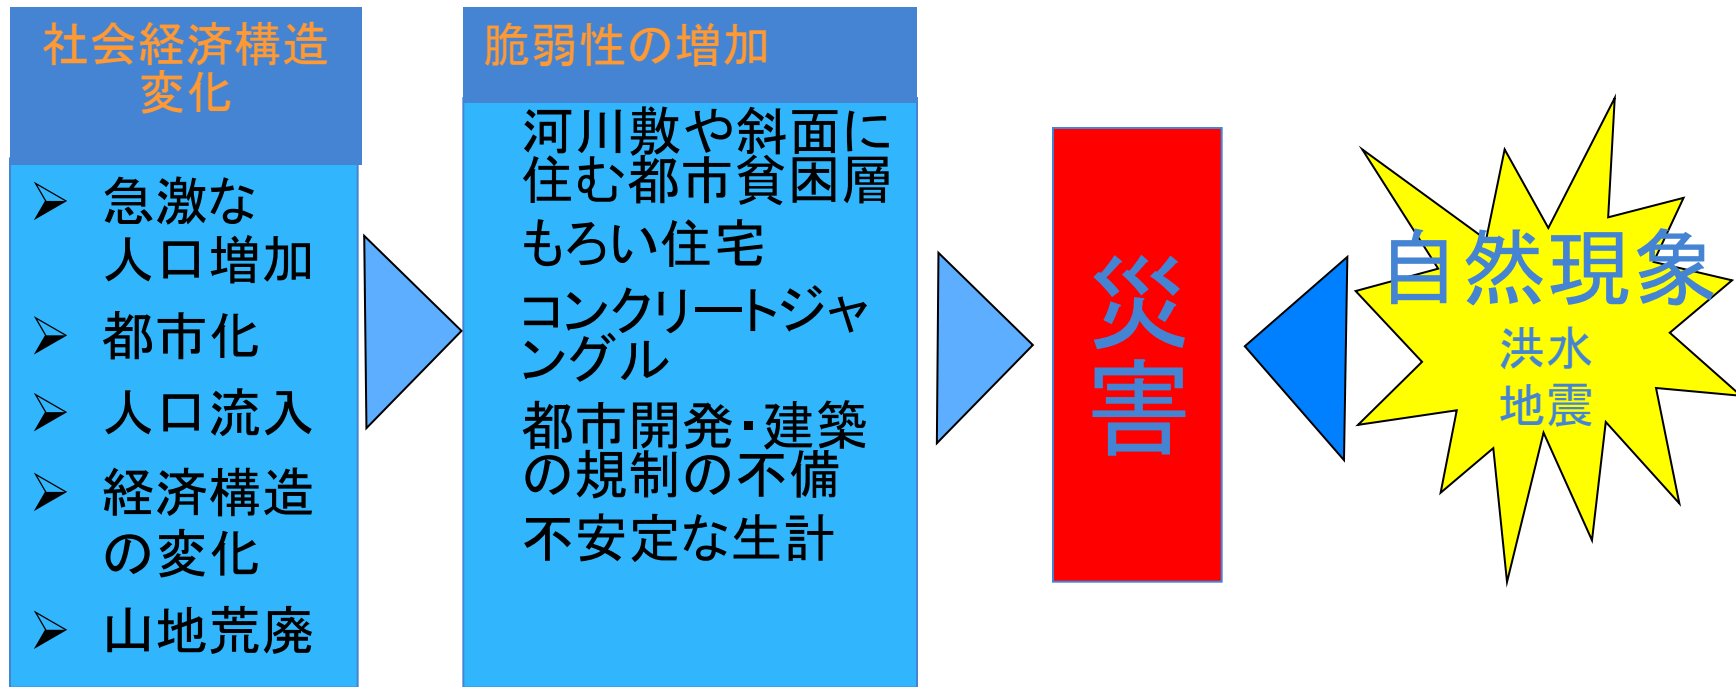 社会経済構造
変化
➢ 急激な
人口増加
➢ 都市化
➢ 人口流入
➢ 経済構造
の変化
➢ 山地荒廃
脆弱性の増加
河川敷や斜面に
住む都市貧困層
もろい住宅
コンクリートジャ
ングル
都市開発・建築
の規制の不備
不安定な生計
災
害
自然現象
洪水
地震